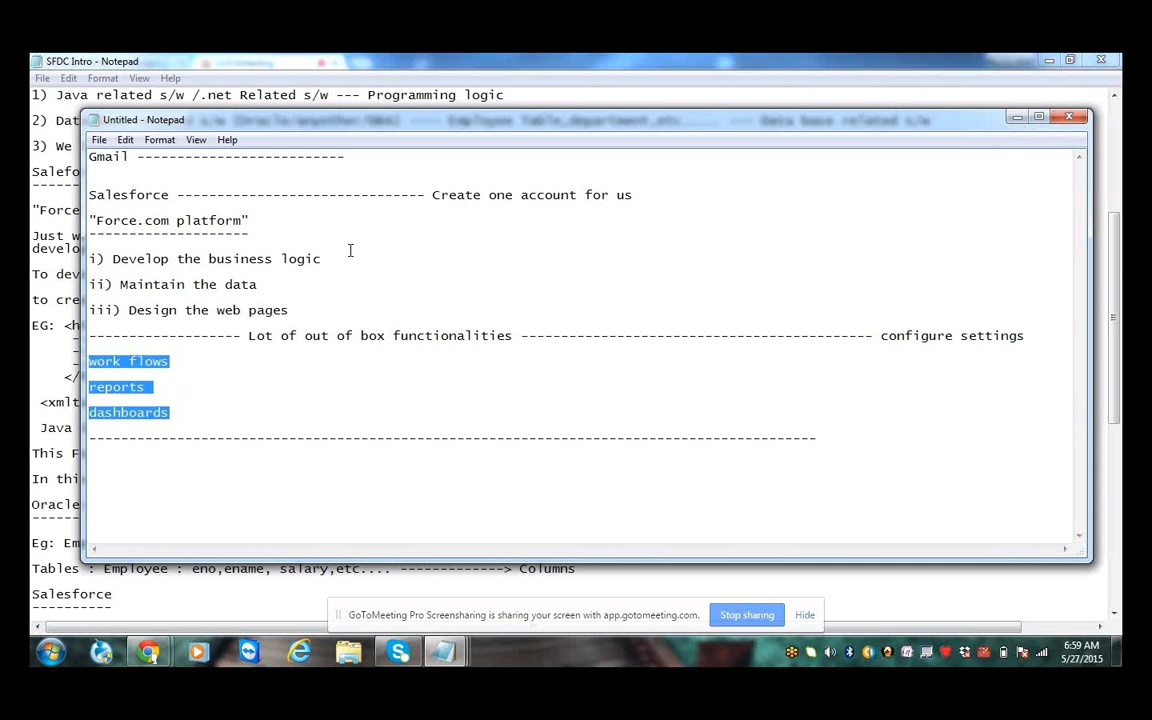 SFDC Intro - Notepad
File Edit Format View Help
1) Java related s/w /.net Related s/w --- Programming logic
2) Dat
3) We
Salefo
"Force
Just w
develo
To dev
to cre
EG: <h
</
<xmlt
Java
This F
In thi
Oracle
Eg: Em
Tables : Employee : eno,ename, salary,etc.... -------------> Columns
Salesforce
----------
Untitled - Notepad
File Edit Format View Help
Gmail --------------------------
Salesforce ------------------------------- Create one account for us
"Force.com platform"
--------------------
i) Develop the business logic
ii) Maintain the data
iii) Design the web pages
------------------- Lot of out of box functionalities -------------------------------------------- configure settings
work flows
reports
dashboards
-------------------------------------------------------------------------------------------
GoToMeeting Pro Screensharing is sharing your screen with app.gotomeeting.com. Stop sharing Hide
6:59 AM
5/27/2015